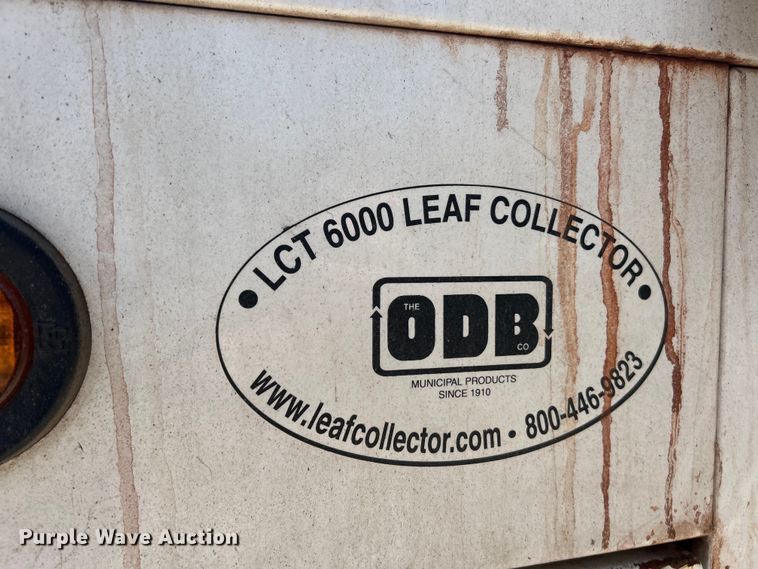 • LCT 6000 LEAF COLLECTOR •
THE
ODB
CO
MUNICIPAL PRODUCTS
SINCE 1910
www.leafcollector.com • 800-446-9823
Purple Wave Auction